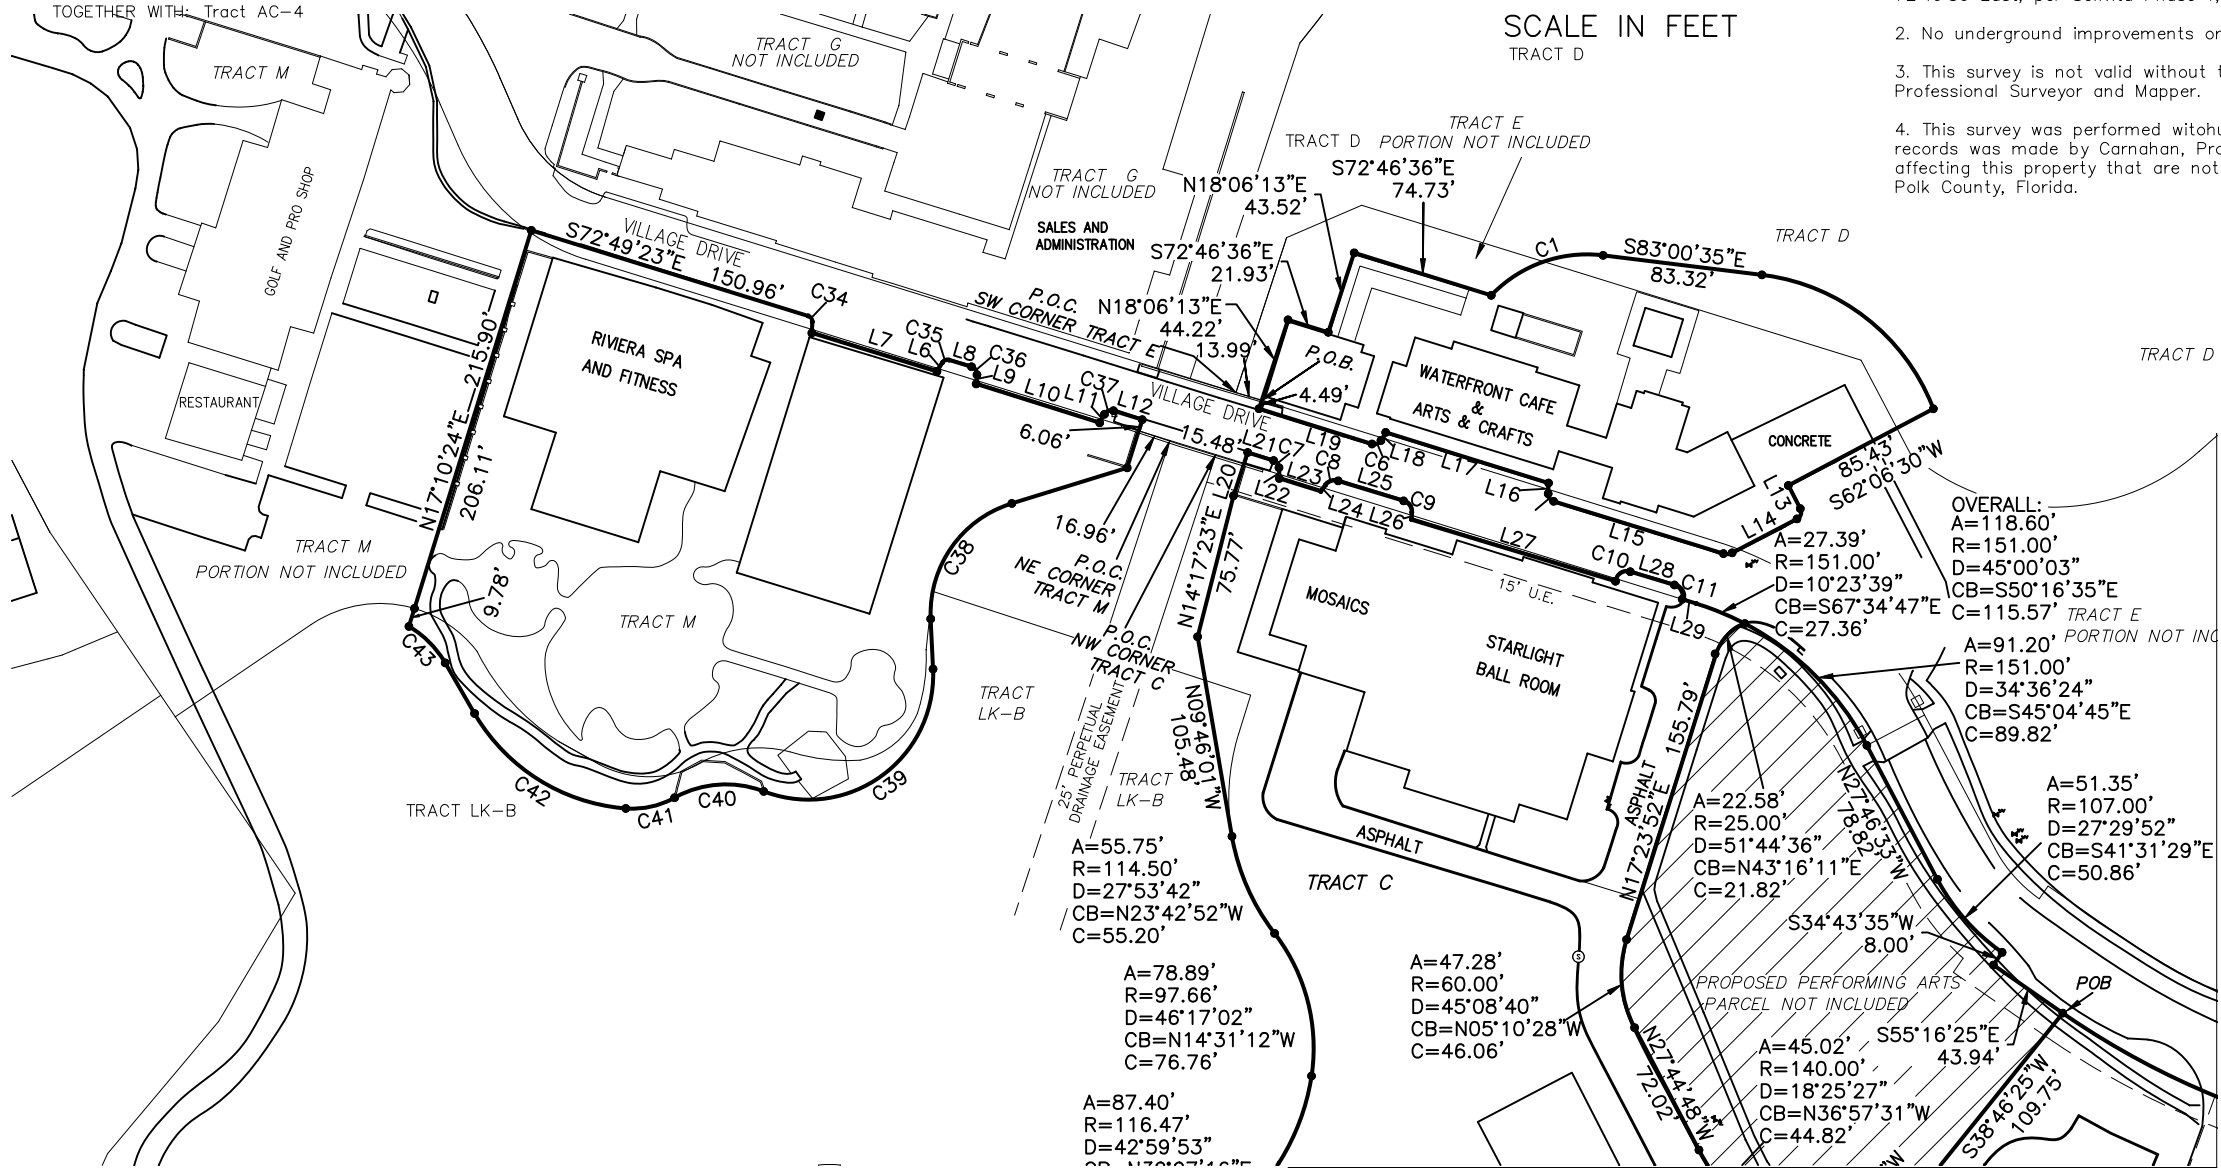 TOGETHER WITH: Tract AC-4
SCALE IN FEET
TRACT D
2. No underground improvements or
3. This survey is not valid without
Professional Surveyor and Mapper.
4. This survey was performed witohu
records was made by Carnahan, Pro
affecting this property that are not
Polk County, Florida.
TRACT M
TRACT G
NOT INCLUDED
GOLF AND PRO SHOP
TRACT G
NOT INCLUDED
SALES AND
ADMINISTRATION
TRACT D
TRACT E
PORTION NOT INCLUDED
S72°46'36"E
74.73'
N18°06'13"E
43.52'
S72°46'36"E
21.93'
N18°06'13"E
44.22'
13.99'
P.O.B.
4.49'
C1
S83°00'35"E
83.32'
TRACT D
TRACT D
VILLAGE DRIVE
S72°49'23"E
150.96'
C34
P.O.C.
SW CORNER TRACT E
RIVIERA SPA
AND FITNESS
L7
L6
C35
L8
C36
L9
L10
L11
C37
L12
6.06'
VILLAGE DRIVE
15.48'
L21
C7
L19
C6
L18
L17
L16
L15
L14
L13
WATERFRONT CAFE
&
ARTS & CRAFTS
CONCRETE
85.43'
S62°06'30"W
RESTAURANT
N17°10'24"E
215.90'
206.11'
9.78'
TRACT M
PORTION NOT INCLUDED
TRACT M
C38
16.96'
P.O.C.
NE CORNER
TRACT M
P.O.C.
NW CORNER
TRACT C
L20
L22
L23
C8
L24
L25
L26
C9
L27
C10
L28
C11
L29
15' U.E.
N14°17'23"E
75.77'
MOSAICS
STARLIGHT
BALL ROOM
OVERALL:
A=118.60'
R=151.00'
D=45°00'03"
CB=S50°16'35"E
C=115.57'
A=27.39'
R=151.00'
D=10°23'39"
CB=S67°34'47"E
C=27.36'
TRACT E
PORTION NOT INC
A=91.20'
R=151.00'
D=34°36'24"
CB=S45°04'45"E
C=89.82'
C43
C42
C41
C40
C39
TRACT LK-B
TRACT
LK-B
TRACT
LK-B
25' PERPETUAL
DRAINAGE EASEMENT
N09°46'01"W
105.48'
155.79'
N17°23'52"E
ASPHALT
ASPHALT
TRACT C
N27°46'33"W
78.82'
A=22.58'
R=25.00'
D=51°44'36"
CB=N43°16'11"E
C=21.82'
A=51.35'
R=107.00'
D=27°29'52"
CB=S41°31'29"E
C=50.86'
A=55.75'
R=114.50'
D=27°53'42"
CB=N23°42'52"W
C=55.20'
S34°43'35"W
8.00'
A=78.89'
R=97.66'
D=46°17'02"
CB=N14°31'12"W
C=76.76'
A=47.28'
R=60.00'
D=45°08'40"
CB=N05°10'28"W
C=46.06'
S
PROPOSED PERFORMING ARTS
PARCEL NOT INCLUDED
POB
S55°16'25"E
43.94'
N27°44'48"W
72.02'
A=45.02'
R=140.00'
D=18°25'27"
CB=N36°57'31"W
C=44.82'
S38°46'25"W
109.75'
A=87.40'
R=116.47'
D=42°59'53"